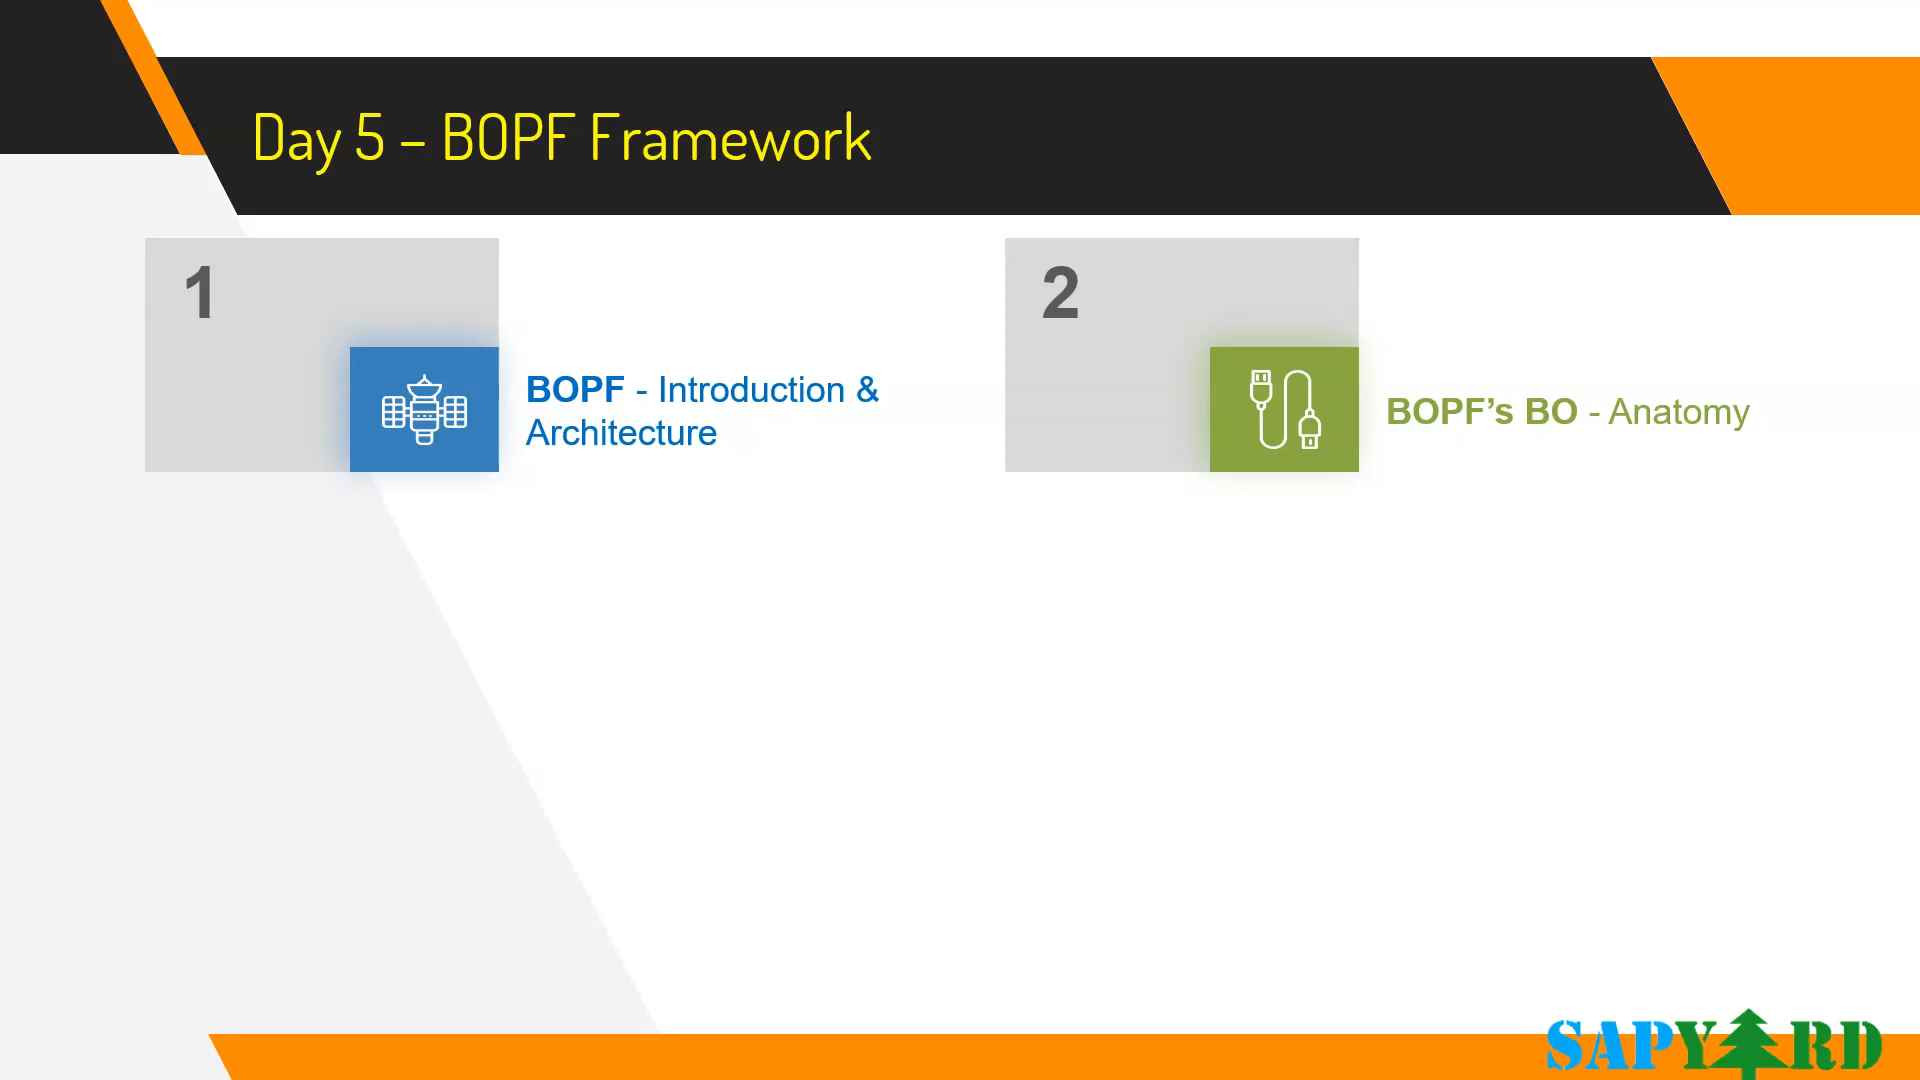 Day 5 – BOPF Framework
1
BOPF - Introduction &
Architecture
2
BOPF’s BO - Anatomy
SAPYARD